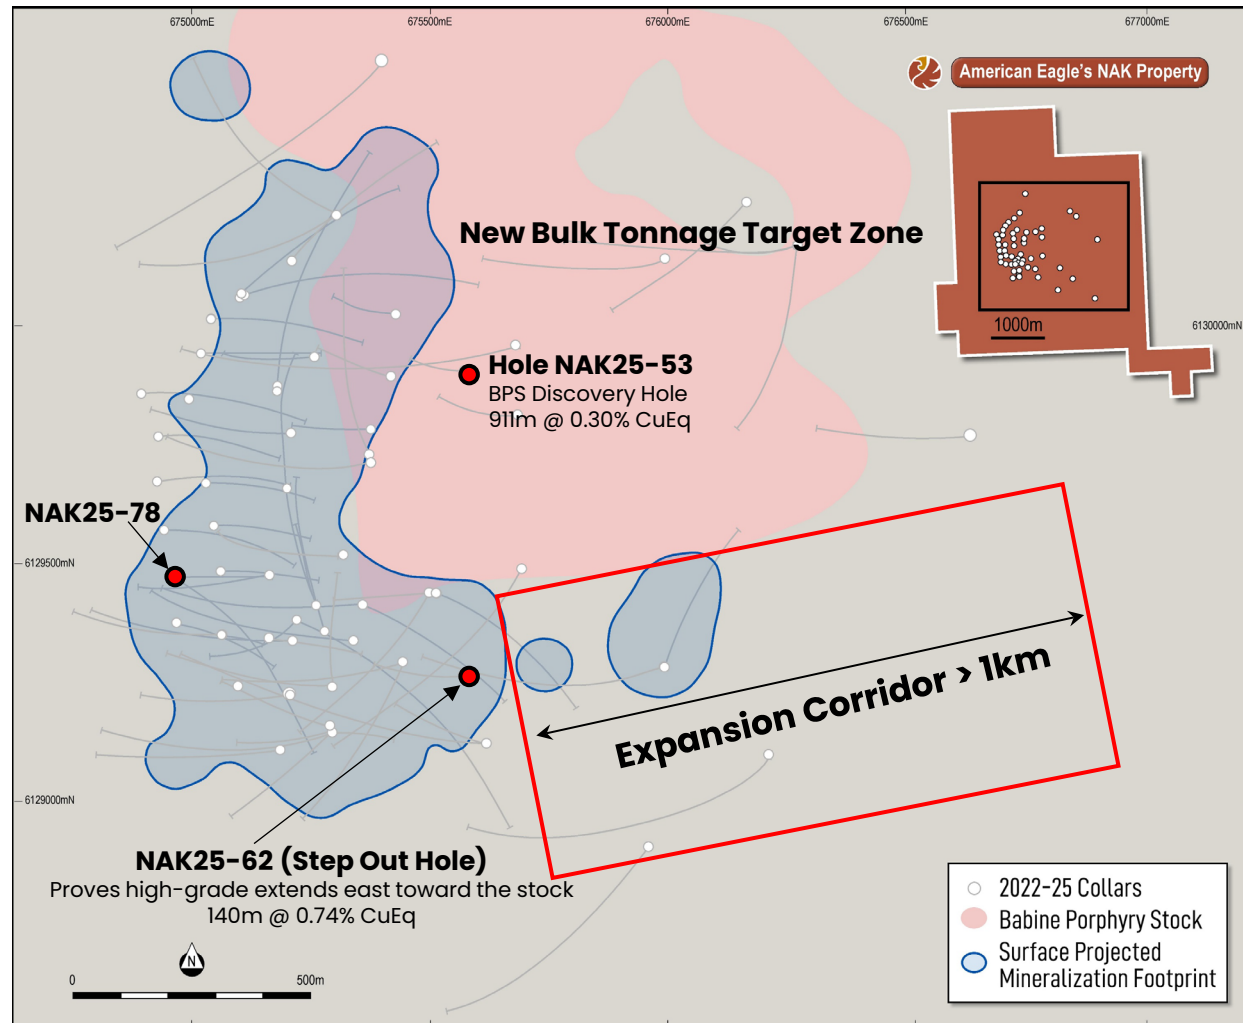 675000mE
675500mE
676000mE
676500mE
677000mE
American Eagle's NAK Property
1000m
6130000mN
New Bulk Tonnage Target Zone
Hole NAK25-53
BPS Discovery Hole
911m @ 0.30% CuEq
NAK25-78
6129500mN
Expansion Corridor > 1km
6129000mN
NAK25-62 (Step Out Hole)
Proves high-grade extends east toward the stock
140m @ 0.74% CuEq
N
0
500m
2022-25 Collars
Babine Porphyry Stock
Surface Projected
Mineralization Footprint